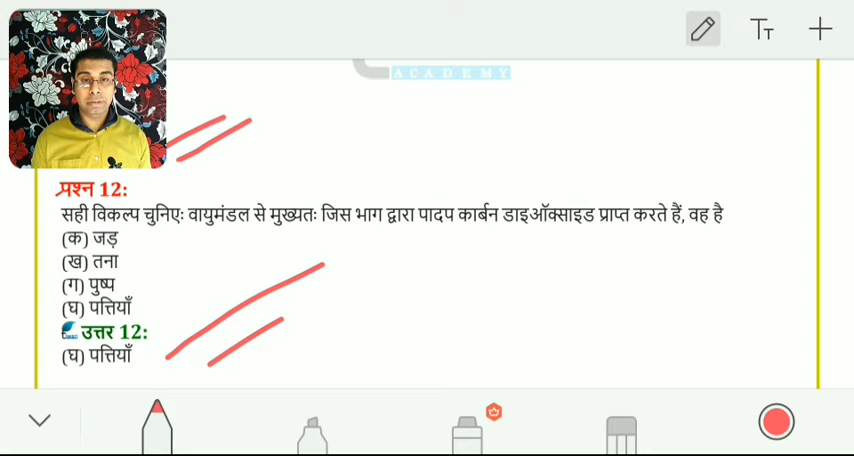 ACADEMY
प्रश्न 12:
सही विकल्प चुनिएः वायुमंडल से मुख्यतः जिस भाग द्वारा पादप कार्बन डाइऑक्साइड प्राप्त करते हैं, वह है
(क) जड़
(ख) तना
(ग) पुष्प
(घ) पत्तियाँ
उत्तर 12:
(घ) पत्तियाँ